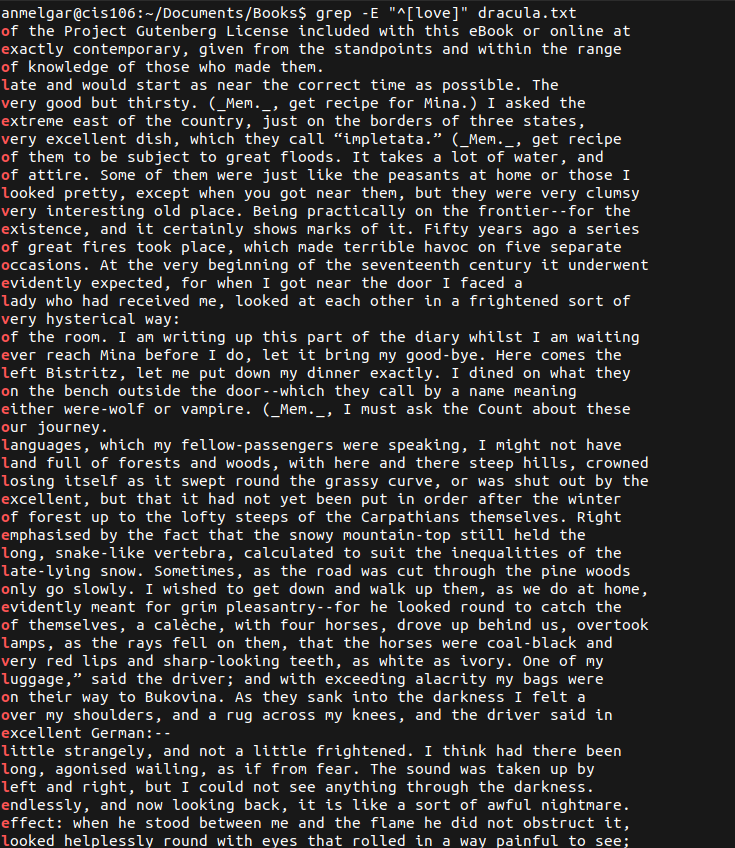 anmelgar@cis106:~/Documents/Books$ grep -E "^[love]" dracula.txt
of the Project Gutenberg License included with this eBook or online at
exactly contemporary, given from the standpoints and within the range
of knowledge of those who made them.
late and would start as near the correct time as possible. The
very good but thirsty. (_Mem._, get recipe for Mina.) I asked the
extreme east of the country, just on the borders of three states,
very excellent dish, which they call “impletata.” (_Mem._, get recipe
of them to be subject to great floods. It takes a lot of water, and
of attire. Some of them were just like the peasants at home or those I
looked pretty, except when you got near them, but they were very clumsy
very interesting old place. Being practically on the frontier--for the
existence, and it certainly shows marks of it. Fifty years ago a series
of great fires took place, which made terrible havoc on five separate
occasions. At the very beginning of the seventeenth century it underwent
evidently expected, for when I got near the door I faced a
lady who had received me, looked at each other in a frightened sort of
very hysterical way:
of the room. I am writing up this part of the diary whilst I am waiting
ever reach Mina before I do, let it bring my good-bye. Here comes the
left Bistritz, let me put down my dinner exactly. I dined on what they
on the bench outside the door--which they call by a name meaning
either were-wolf or vampire. (_Mem._, I must ask the Count about these
our journey.
languages, which my fellow-passengers were speaking, I might not have
land full of forests and woods, with here and there steep hills, crowned
losing itself as it swept round the grassy curve, or was shut out by the
excellent, but that it had not yet been put in order after the winter
of forest up to the lofty steeps of the Carpathians themselves. Right
emphasised by the fact that the snowy mountain-top still held the
long, snake-like vertebra, calculated to suit the inequalities of the
late-lying snow. Sometimes, as the road was cut through the pine woods
only go slowly. I wished to get down and walk up them, as we do at home,
evidently meant for grim pleasantry--for he looked round to catch the
of themselves, a calèche, with four horses, drove up behind us, overtook
lamps, as the rays fell on them, that the horses were coal-black and
very red lips and sharp-looking teeth, as white as ivory. One of my
luggage,” said the driver; and with exceeding alacrity my bags were
on their way to Bukovina. As they sank into the darkness I felt a
over my shoulders, and a rug across my knees, and the driver said in
excellent German:--
little strangely, and not a little frightened. I think had there been
long, agonised wailing, as if from fear. The sound was taken up by
left and right, but I could not see anything through the darkness.
endlessly, and now looking back, it is like a sort of awful nightmare.
effect: when he stood between me and the flame he did not obstruct it,
looked helplessly round with eyes that rolled in a way painful to see;